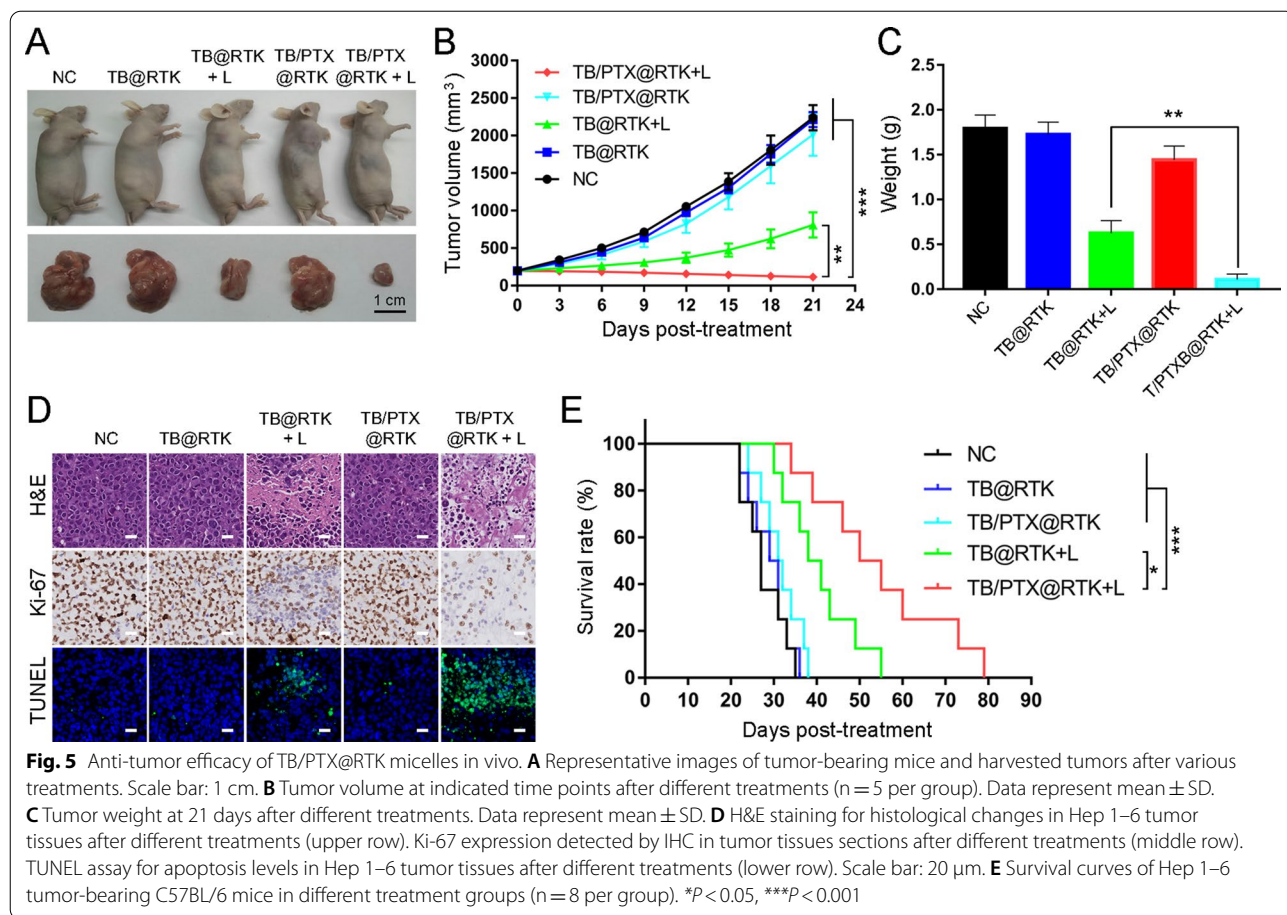 A
NC
TB@RTK
TB@RTK
+ L
TB/PTX
@RTK
TB/PTX
@RTK + L
1 cm
B
Tumor volume (mm³)
3000
2500
2000
1500
1000
500
0
0 3 6 9 12 15 18 21 24
Days post-treatment
TB/PTX@RTK+L
TB/PTX@RTK
TB@RTK+L
TB@RTK
NC
**
***
C
Weight (g)
2.0
1.5
1.0
0.5
0.0
**
NC
TB@RTK
TB@RTK+L
TB/PTX@RTK
T/PTXB@RTK+L
D
NC
TB@RTK
TB@RTK
+ L
TB/PTX
@RTK
TB/PTX
@RTK + L
H&E
Ki-67
TUNEL
E
Survival rate (%)
100
80
60
40
20
0
0 10 20 30 40 50 60 70 80 90
Days post-treatment
NC
TB@RTK
TB/PTX@RTK
TB@RTK+L
TB/PTX@RTK+L
*
***
Fig. 5 Anti-tumor efficacy of TB/PTX@RTK micelles in vivo. A Representative images of tumor-bearing mice and harvested tumors after various
treatments. Scale bar: 1 cm. B Tumor volume at indicated time points after different treatments (n = 5 per group). Data represent mean ± SD.
C Tumor weight at 21 days after different treatments. Data represent mean ± SD. D H&E staining for histological changes in Hep 1–6 tumor
tissues after different treatments (upper row). Ki-67 expression detected by IHC in tumor tissues sections after different treatments (middle row).
TUNEL assay for apoptosis levels in Hep 1–6 tumor tissues after different treatments (lower row). Scale bar: 20 μm. E Survival curves of Hep 1–6
tumor-bearing C57BL/6 mice in different treatment groups (n = 8 per group). *P < 0.05, ***P < 0.001